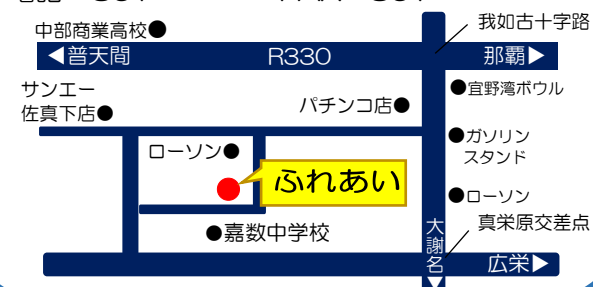 中部商業高校●
我如古十字路
◀普天間 R330 那覇▶
サンエー
佐真下店●
●宜野湾ボウル
パチンコ店●
●ガソリン
スタンド
ローソン●
ふれあい
●ローソン
●嘉数中学校
真栄原交差点
大謝名▼
広栄▶